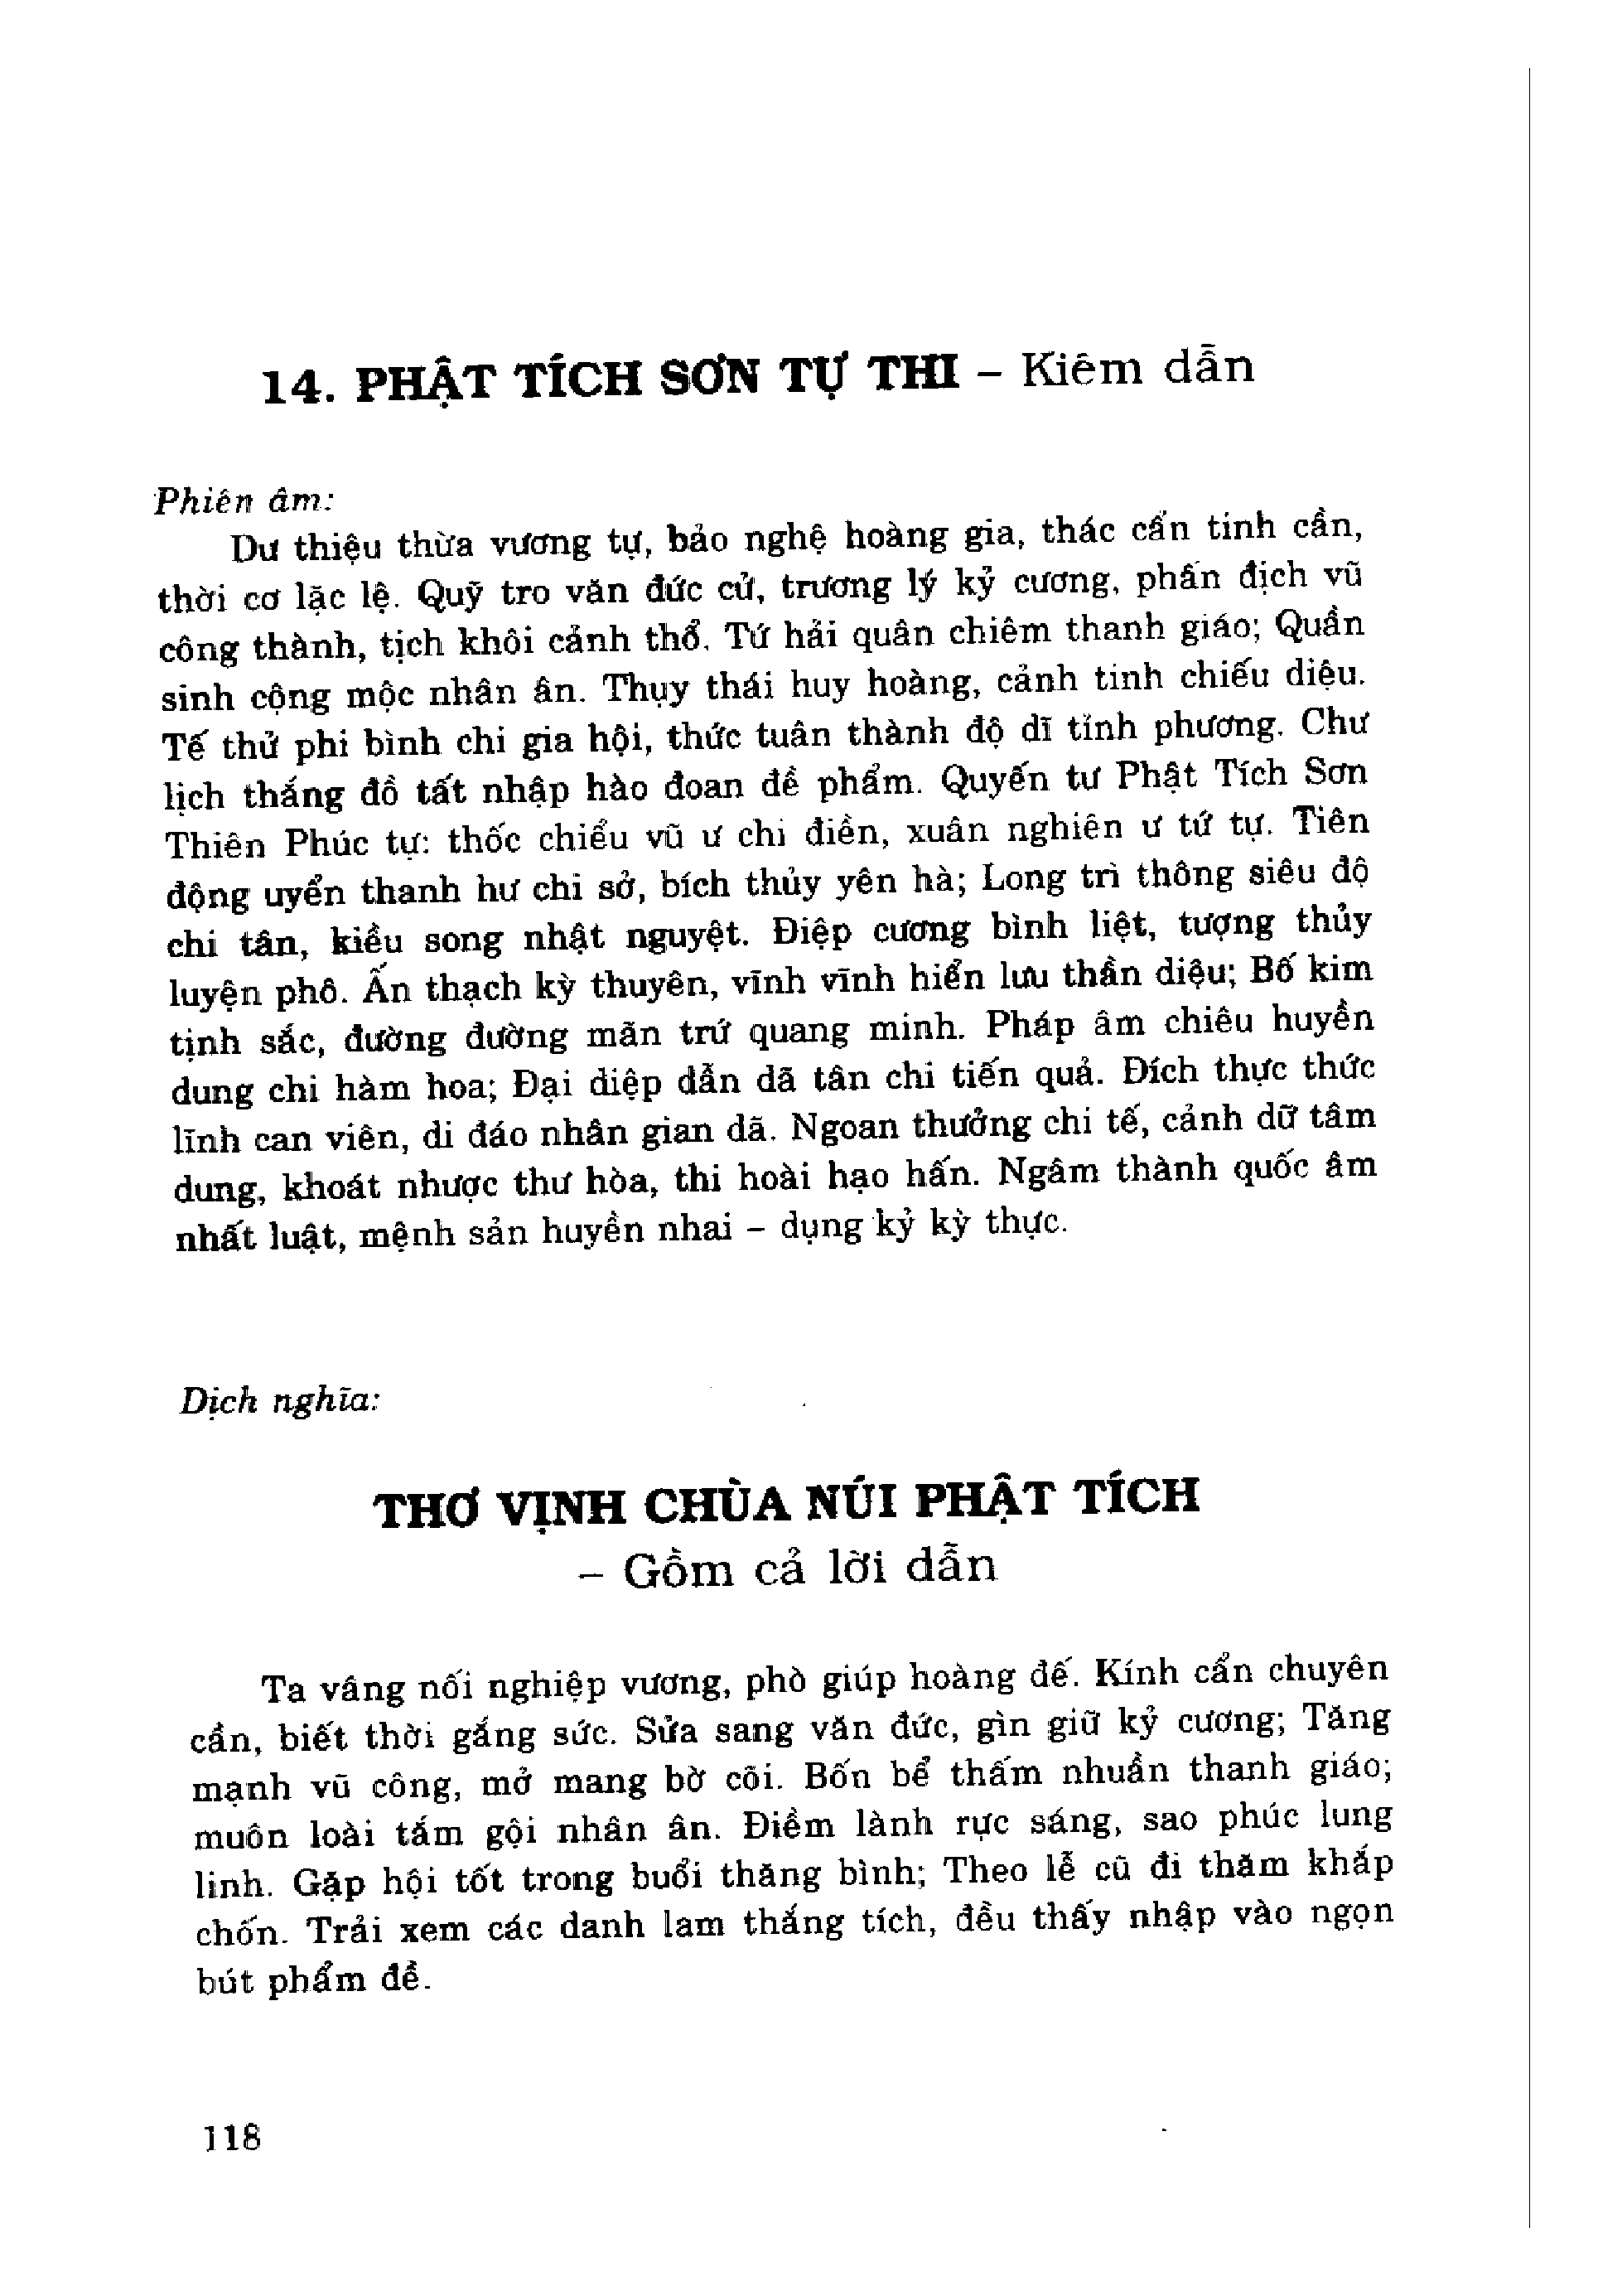 14. PHẬT TÍCH SƠN TỰ THI – Kiêm dẫn
Phiên âm:
Dư thiệu thừa vương tự, bảo nghệ hoàng gia, thác cẩn tinh cần,
thời cơ lặc lệ. Quỹ tro văn đức cử, trương lý kỷ cương, phấn địch vũ
công thành, tịch khôi cảnh thổ. Tứ hải quân chiêm thanh giáo; Quần
sinh cộng mộc nhân ân. Thụy thái huy hoàng, cảnh tinh chiếu diệu.
Tế thử phi bình chi gia hội, thức tuân thành độ dĩ tỉnh phương. Chư
lịch thắng đồ tất nhập hào đoan đề phẩm. Quyến tư Phật Tích Sơn
Thiên Phúc tự: thốc chiểu vũ ư chi điền, xuân nghiên ư tứ tự. Tiên
động uyển thanh hư chi sở, bích thủy yên hà; Long trì thông siêu độ
chi tân, kiều song nhật nguyệt. Điệp cương bình liệt, tượng thủy
luyện phô. Ấn thạch kỳ thuyên, vĩnh vĩnh hiển lưu thần diệu; Bố kim
tịnh sắc, đường đường mãn trứ quang minh. Pháp âm chiêu huyền
dung chi hàm hoa; Đại diệp dẫn dã tân chi tiến quả. Đích thực thức
lĩnh can viên, di đáo nhân gian dã. Ngoan thưởng chi tế, cảnh dữ tâm
dung, khoát nhược thư hòa, thi hoài hạo hấn. Ngâm thành quốc âm
nhất luật, mệnh sản huyền nhai – dụng kỷ kỳ thực.
Dịch nghĩa:
THƠ VỊNH CHÙA NÚI PHẬT TÍCH
– Gồm cả lời dẫn
Ta vâng nối nghiệp vương, phò giúp hoàng đế. Kính cẩn chuyên
cần, biết thời gắng sức. Sửa sang văn đức, gìn giữ kỷ cương; Tăng
mạnh vũ công, mở mang bờ cõi. Bốn bể thấm nhuần thanh giáo;
muôn loài tắm gội nhân ân. Điềm lành rực sáng, sao phúc lung
linh. Gặp hội tốt trong buổi thăng bình; Theo lễ cũ đi thăm khắp
chốn. Trải xem các danh lam thắng tích, đều thấy nhập vào ngọn
bút phẩm đề.
118